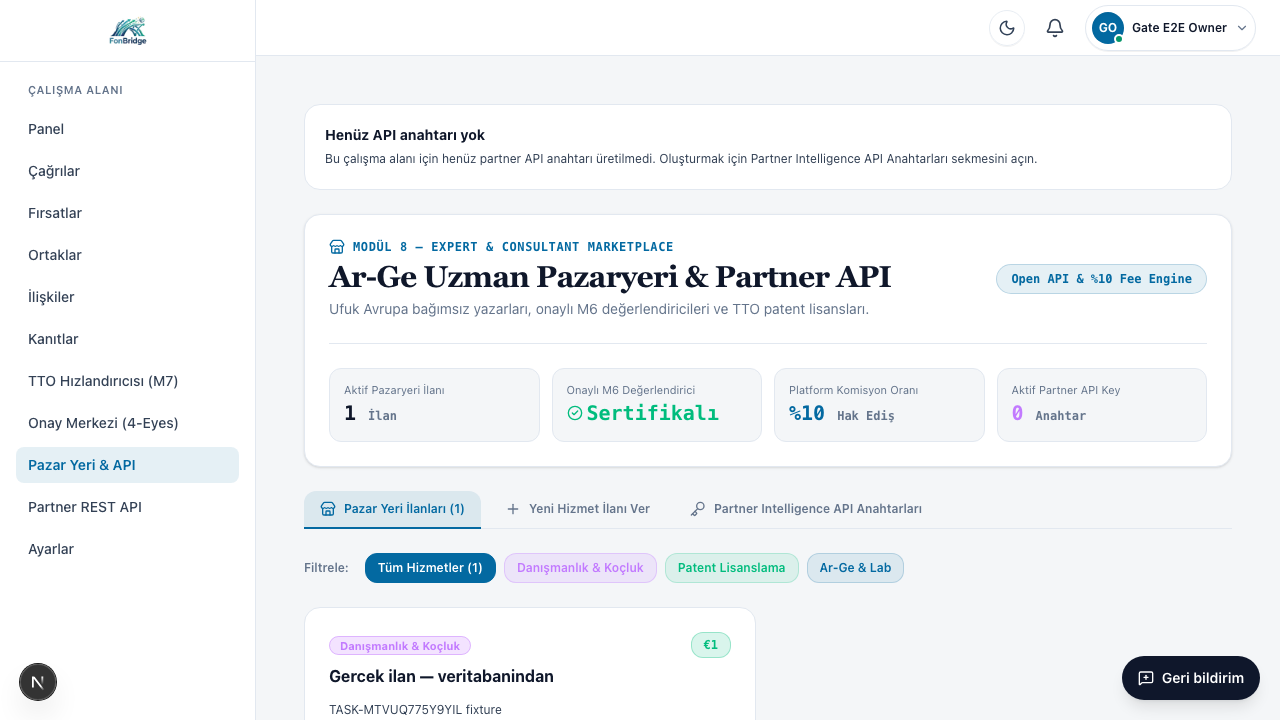 FonBridge
GO
Gate E2E Owner
ÇALIŞMA ALANI
Panel
Çağrılar
Fırsatlar
Ortaklar
İlişkiler
Kanıtlar
TTO Hızlandırıcısı (M7)
Onay Merkezi (4-Eyes)
Pazar Yeri & API
Partner REST API
Ayarlar
N
Henüz API anahtarı yok
Bu çalışma alanı için henüz partner API anahtarı üretilmedi. Oluşturmak için Partner Intelligence API Anahtarları sekmesini açın.
MODÜL 8 — EXPERT & CONSULTANT MARKETPLACE
Ar-Ge Uzman Pazaryeri & Partner API
Open API & %10 Fee Engine
Ufuk Avrupa bağımsız yazarları, onaylı M6 değerlendiricileri ve TTO patent lisansları.
Aktif Pazaryeri İlanı
1 İlan
Onaylı M6 Değerlendirici
Sertifikalı
Platform Komisyon Oranı
%10 Hak Ediş
Aktif Partner API Key
0 Anahtar
Pazar Yeri İlanları (1)
Yeni Hizmet İlanı Ver
Partner Intelligence API Anahtarları
Filtrele:
Tüm Hizmetler (1)
Danışmanlık & Koçluk
Patent Lisanslama
Ar-Ge & Lab
Danışmanlık & Koçluk
€1
Gercek ilan — veritabanindan
TASK-MTVUQ775Y9YIL fixture
Geri bildirim